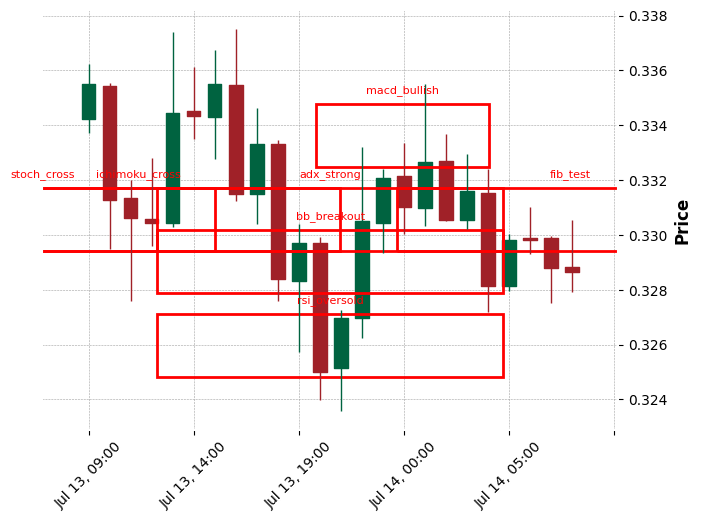 0.338
0.336
macd_bullish
0.334
stoch_cross
ichimoku_cross
adx_strong
fib_test
0.332
bb_breakout
0.330
Price
0.328
rsi_oversold
0.326
0.324
Jul 13, 09:00
Jul 13, 14:00
Jul 13, 19:00
Jul 14, 00:00
Jul 14, 05:00